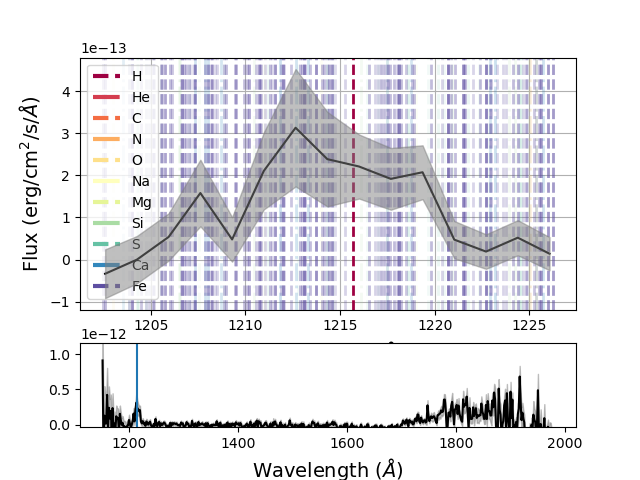 1e−13
Flux (erg/cm²/s/Å)
4
3
2
1
0
−1
H
He
C
N
O
Na
Mg
Si
S
Ca
Fe
1205 1210 1215 1220 1225
1e−12
1.0
0.5
0.0
1200 1400 1600 1800 2000
Wavelength (Å)